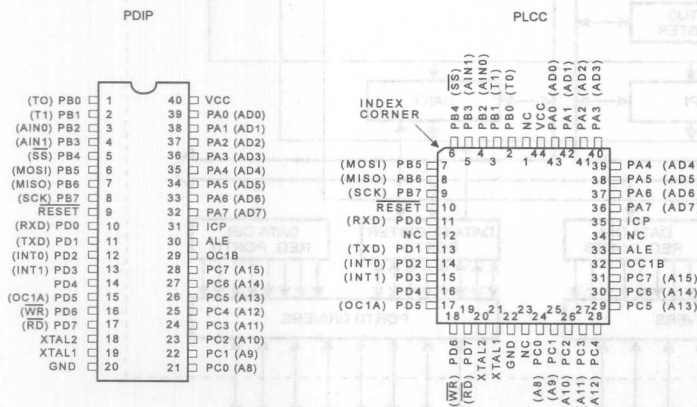 PDIP
(TO) PB0 1 40 VCC
(T1) PB1 2 39 PA0 (AD0)
(AIN0) PB2 3 38 PA1 (AD1)
(AIN1) PB3 4 37 PA2 (AD2)
(SS) PB4 5 36 PA3 (AD3)
(MOSI) PB5 6 35 PA4 (AD4)
(MISO) PB6 7 34 PA5 (AD5)
(SCK) PB7 8 33 PA6 (AD6)
RESET 9 32 PA7 (AD7)
(RXD) PD0 10 31 ICP
(TXD) PD1 11 30 ALE
(INT0) PD2 12 29 OC1B
(INT1) PD3 13 28 PC7 (A15)
PD4 14 27 PC6 (A14)
(OC1A) PD5 15 26 PC5 (A13)
(WR) PD6 16 25 PC4 (A12)
(RD) PD7 17 24 PC3 (A11)
XTAL2 18 23 PC2 (A10)
XTAL1 19 22 PC1 (A9)
GND 20 21 PC0 (A8)
PLCC
INDEX
CORNER
PB4 (SS)
PB3 (AIN1)
PB2 (AIN0)
PB1 (T1)
PB0 (T0)
NC
VCC
PA0 (AD0)
PA1 (AD1)
PA2 (AD2)
PA3 (AD3)
6 5 4 3 2 1 44 43 42 41 40
(MOSI) PB5 7 39 PA4 (AD4
(MISO) PB6 8 38 PA5 (AD5
(SCK) PB7 9 37 PA6 (AD6
RESET 10 36 PA7 (AD7
(RXD) PD0 11 35 ICP
NC 12 34 NC
(TXD) PD1 13 33 ALE
(INT0) PD2 14 32 OC1B
(INT1) PD3 15 31 PC7 (A15)
PD4 16 30 PC6 (A14)
(OC1A) PD5 17 29 PC5 (A13)
18 19 20 21 22 23 24 25 26 27 28
(WR) PD6
(RD) PD7
XTAL2
XTAL1
GND
NC
(A8) PC0
(A9) PC1
(A10) PC2
(A11) PC3
(A12) PC4